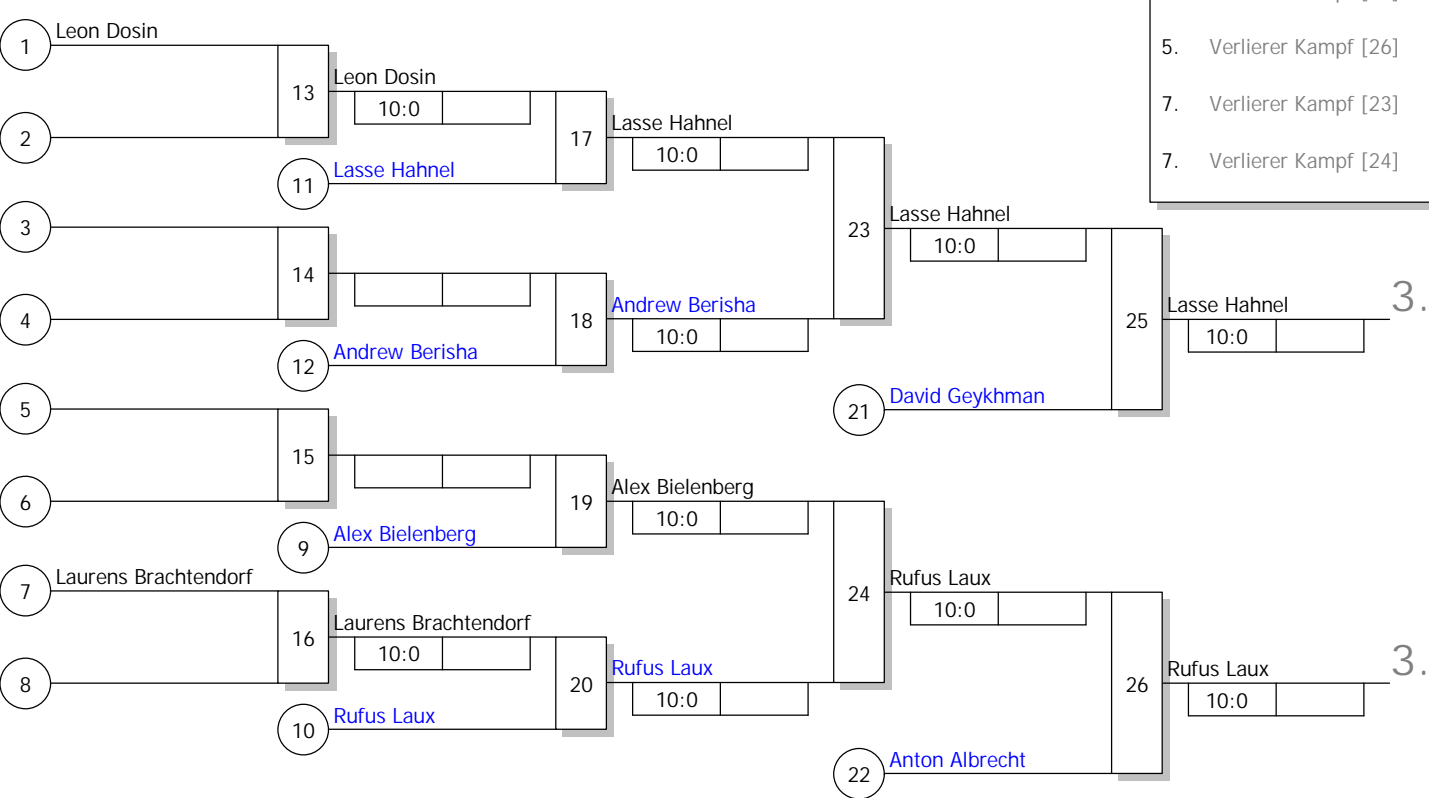 1 Leon Dosin
2
13
Leon Dosin
10:0
11 Lasse Hahnel
17
Lasse Hahnel
10:0
3
4
14
12 Andrew Berisha
18
Andrew Berisha
10:0
23
Lasse Hahnel
10:0
21 David Geykhman
25
Lasse Hahnel
10:0
3.
5
6
15
9 Alex Bielenberg
19
Alex Bielenberg
10:0
7 Laurens Brachtendorf
8
16
Laurens Brachtendorf
10:0
10 Rufus Laux
20
Rufus Laux
10:0
24
Rufus Laux
10:0
22 Anton Albrecht
26
Rufus Laux
10:0
3.
5. Verlierer Kampf [26]
7. Verlierer Kampf [23]
7. Verlierer Kampf [24]